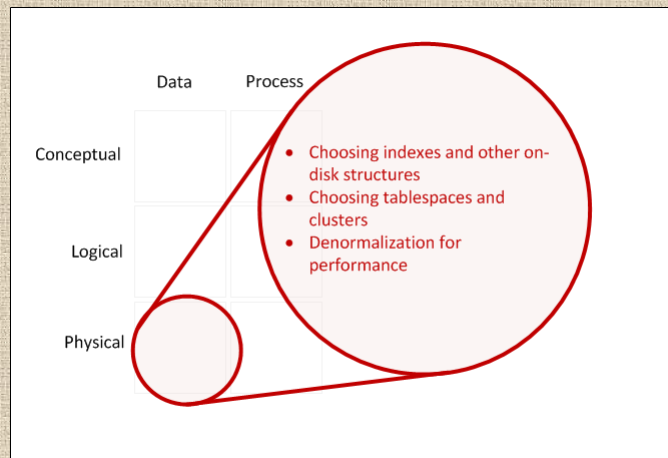 Data Process
Conceptual
• Choosing indexes and other on-
disk structures
• Choosing tablespaces and
clusters
• Denormalization for
performance
Logical
Physical